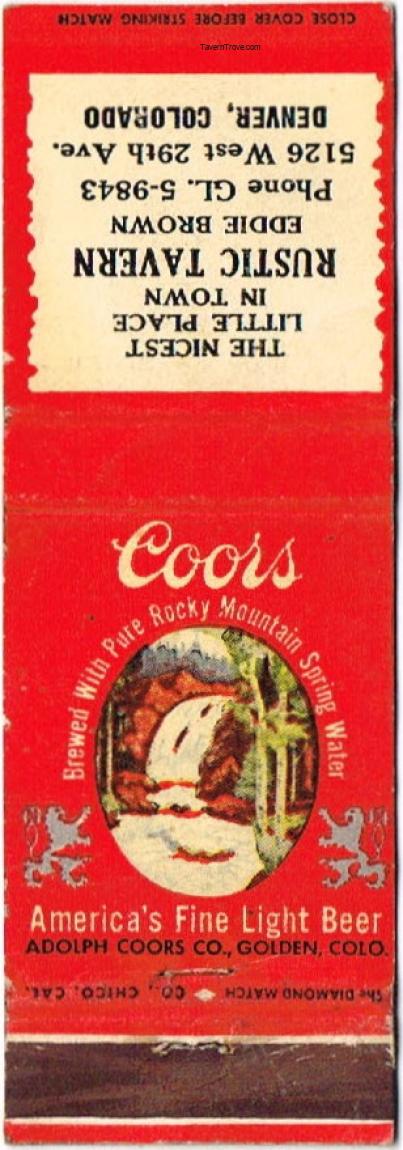 CLOSE COVER BEFORE STRIKING MATCH
TavernTrove.com
THE NICEST
LITTLE PLACE
IN TOWN
RUSTIC TAVERN
EDDIE BROWN
Phone GL. 5-9843
5126 West 29th Ave.
DENVER, COLORADO
Coors
Brewed With Pure Rocky Mountain Spring Water
America's Fine Light Beer
ADOLPH COORS CO., GOLDEN, COLO.
The DIAMOND MATCH CO., CHICO, CAL.